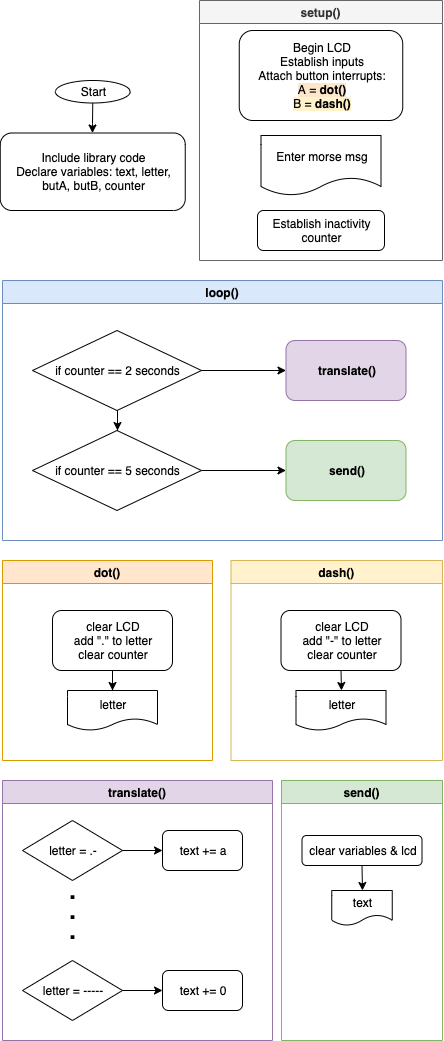 setup()
Begin LCD
Establish inputs
Attach button interrupts:
A = dot()
B = dash()
Start
Enter morse msg
Include library code
Declare variables: text, letter,
butA, butB, counter
Establish inactivity
counter
loop()
if counter == 2 seconds
translate()
if counter == 5 seconds
send()
dot()
clear LCD
add "." to letter
clear counter
letter
dash()
clear LCD
add "-" to letter
clear counter
letter
translate()
letter = .-
text += a
letter = -----
text += 0
send()
clear variables & lcd
text